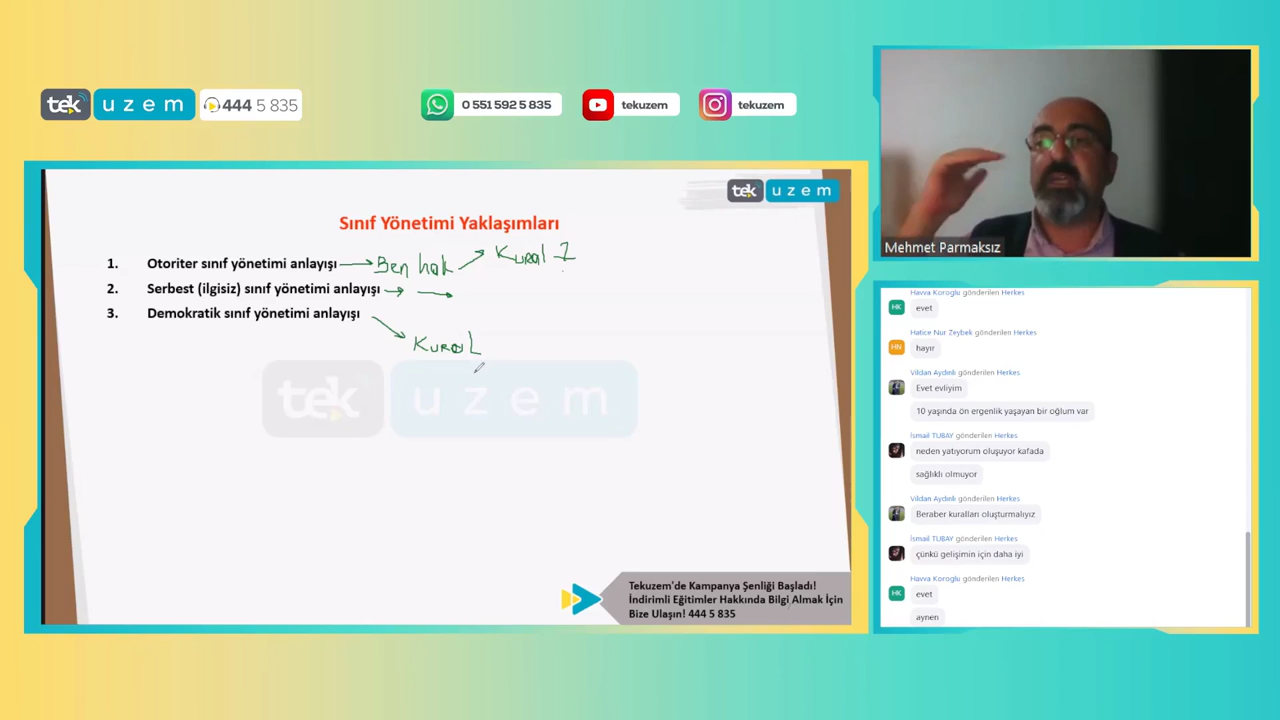 tek uzem 444 5 835
0 551 592 5 835
tekuzem
tekuzem
tek uzem
Sınıf Yönetimi Yaklaşımları
1. Otoriter sınıf yönetimi anlayışı
Ben hak
Kural 1
2. Serbest (ilgisiz) sınıf yönetimi anlayışı
3. Demokratik sınıf yönetimi anlayışı
Kural
tek uzem
Tekuzem'de Kampanya Şenliği Başladı!
İndirimli Eğitimler Hakkında Bilgi Almak İçin
Bize Ulaşın! 444 5 835
Mehmet Parmaksız
Havva Koroglu gönderilen Herkes
HK
evet
Hatice Nur Zeybek gönderilen Herkes
HN
hayır
Vildan Aydınlı gönderilen Herkes
Evet evliyim
10 yaşında ön ergenlik yaşayan bir oğlum var
İsmail TUBAY gönderilen Herkes
neden yatıyorum oluşuyor kafada
sağlıklı olmuyor
Vildan Aydınlı gönderilen Herkes
Beraber kuralları oluşturmalıyız
İsmail TUBAY gönderilen Herkes
çünkü gelişimin için daha iyi
Havva Koroglu gönderilen Herkes
HK
evet
aynen